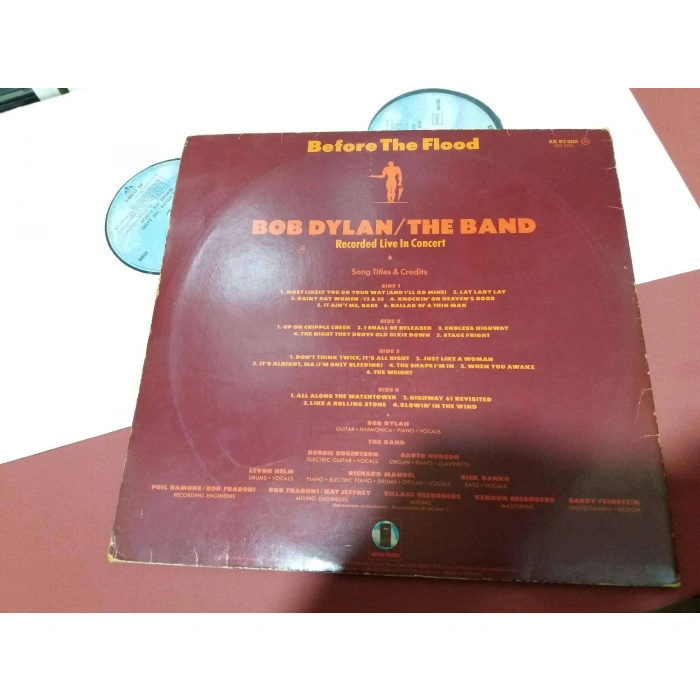 Before The Flood
AS 63 000
BOB DYLAN/THE BAND
Recorded Live In Concert
Song Titles & Credits
SIDE 1
1. MOST LIKELY YOU GO YOUR WAY (AND I'LL GO MINE) 2. LAY LADY LAY
3. RAINY DAY WOMEN #12 & 35 4. KNOCKIN' ON HEAVEN'S DOOR
5. IT AIN'T ME, BABE 6. BALLAD OF A THIN MAN
SIDE 2
1. UP ON CRIPPLE CREEK 2. I SHALL BE RELEASED 3. ENDLESS HIGHWAY
4. THE NIGHT THEY DROVE OLD DIXIE DOWN 5. STAGE FRIGHT
SIDE 3
1. DON'T THINK TWICE, IT'S ALL RIGHT 2. JUST LIKE A WOMAN
3. IT'S ALRIGHT, MA (I'M ONLY BLEEDING) 4. THE SHAPE I'M IN 5. WHEN YOU AWAKE
6. THE WEIGHT
SIDE 4
1. ALL ALONG THE WATCHTOWER 2. HIGHWAY 61 REVISITED
3. LIKE A ROLLING STONE 4. BLOWIN' IN THE WIND
BOB DYLAN
GUITAR • HARMONICA • PIANO • VOCALS
THE BAND
ROBBIE ROBERTSON GARTH HUDSON
ELECTRIC GUITAR • VOCALS ORGAN • PIANO • CLAVINETTE
LEVON HELM RICHARD MANUEL RICK DANKO
DRUMS • VOCALS PIANO • ELECTRIC PIANO • DRUMS • ORGAN • VOCALS BASS • VOCALS
PHIL RAMONE/ROB FRABONI ROB FRABONI/NAT JEFFREY VILLAGE RECORDERS KENDUN RECORDERS BARRY FEINSTEIN
RECORDING ENGINEERS MIXING ENGINEERS MIXING MASTERING PHOTOGRAPHY • DESIGN